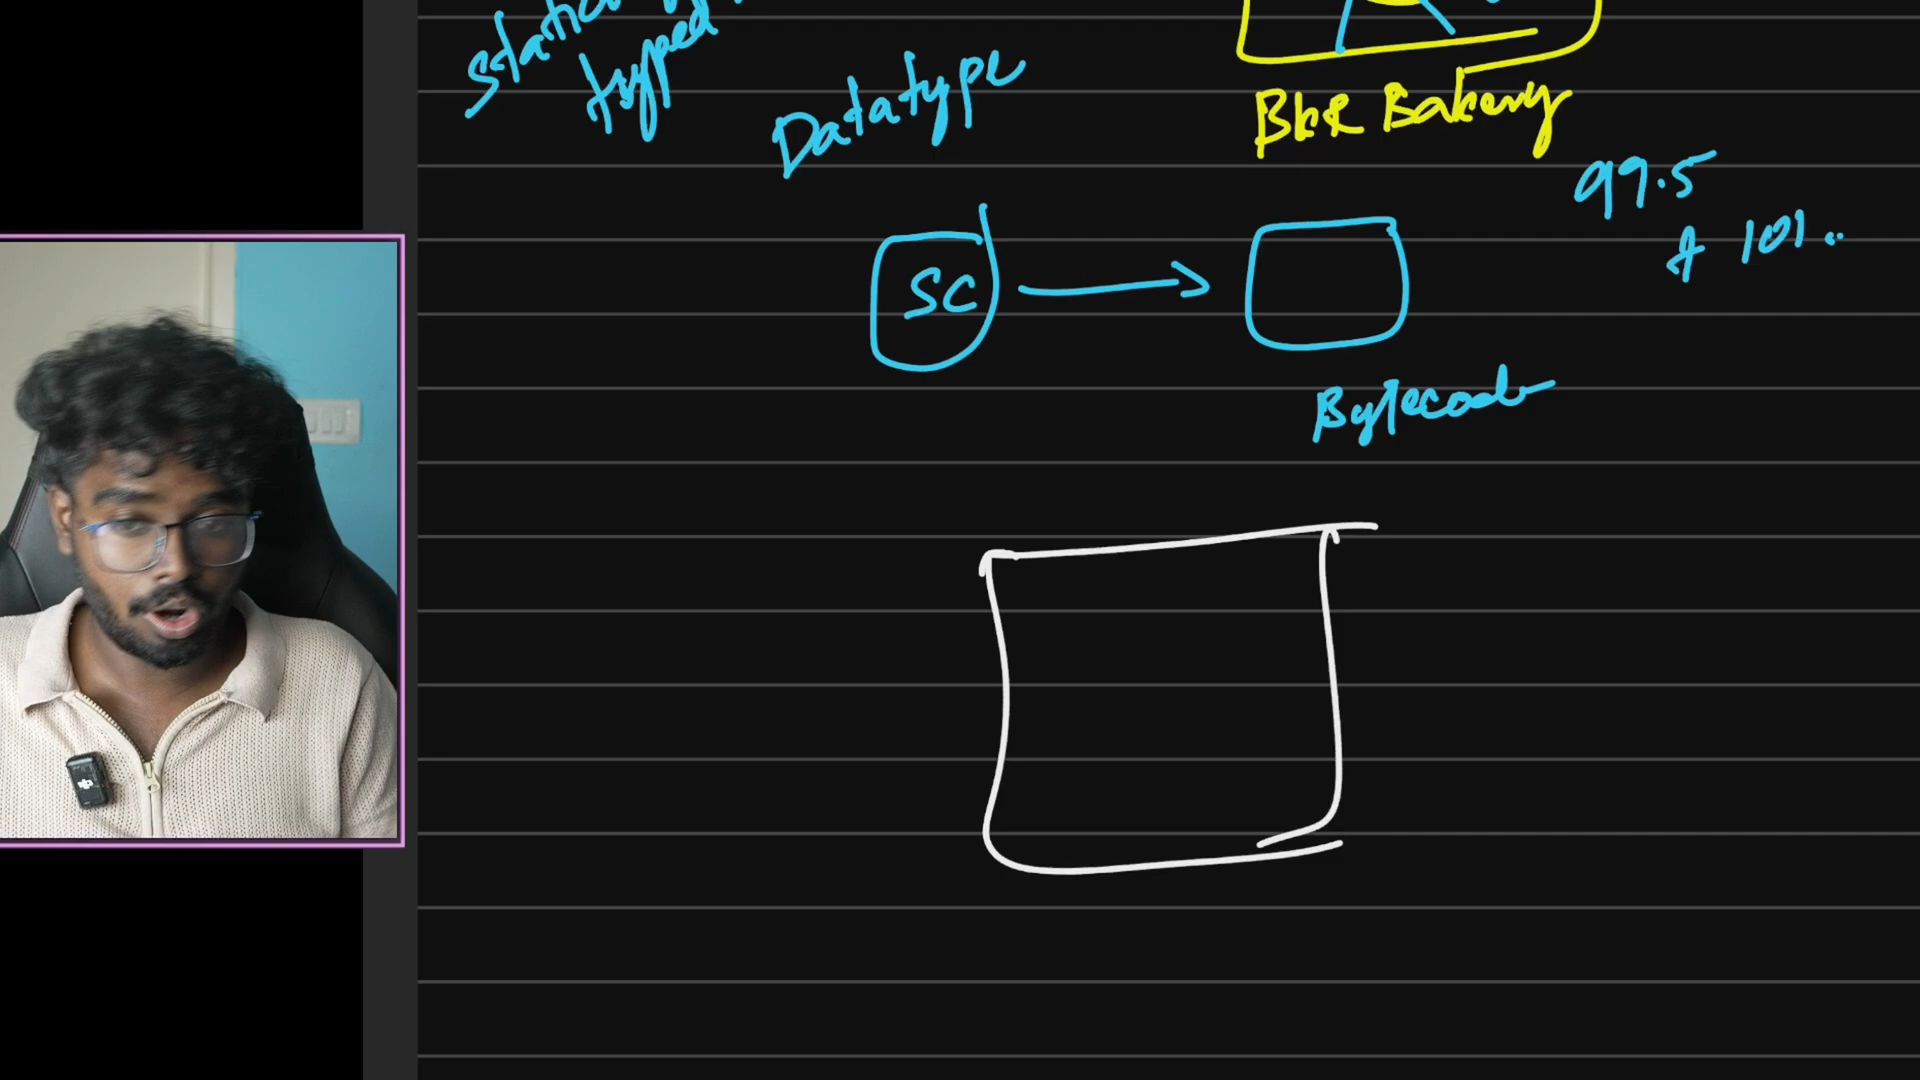 typed
Datatype
BkR Bakery
99.5
A 101..
SC
Bytecode